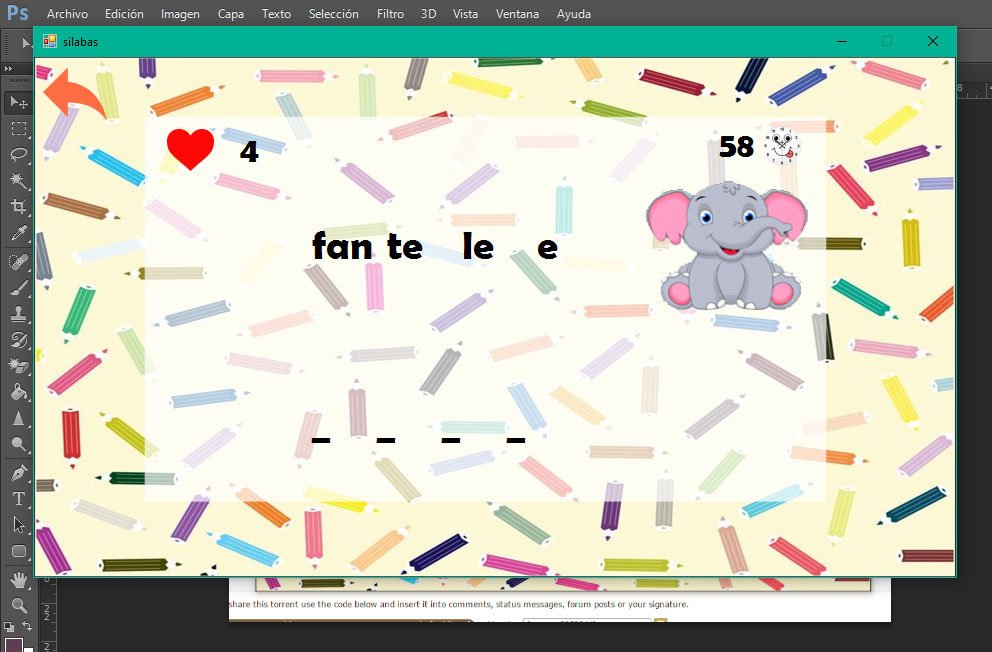 Ps Archivo Edición Imagen Capa Texto Selección Filtro 3D Vista Ventana Ayuda
silabas
4 58
fan te le e
_ _ _ _
share this torrent use the code below and insert it into comments, status messages, forum posts or your signature.